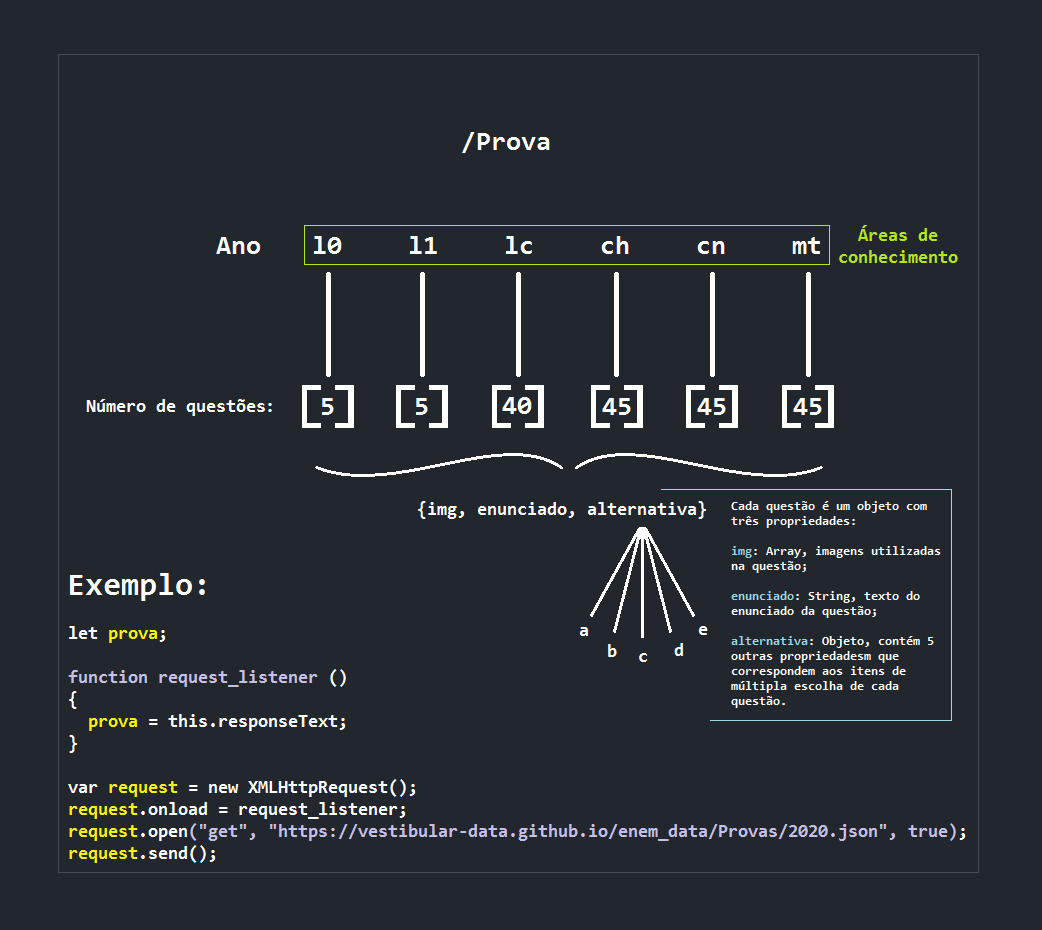 /Prova
Ano l0 l1 lc ch cn mt
Áreas de
conhecimento
Número de questões: [5] [5] [40] [45] [45] [45]
{img, enunciado, alternativa}
a
b
c
d
e
Cada questão é um objeto com
três propriedades:
img: Array, imagens utilizadas
na questão;
enunciado: String, texto do
enunciado da questão;
alternativa: Objeto, contém 5
outras propriedadesm que
correspondem aos itens de
múltipla escolha de cada
questão.
Exemplo:
let prova;
function request_listener ()
{
  prova = this.responseText;
}
var request = new XMLHttpRequest();
request.onload = request_listener;
request.open("get", "https://vestibular-data.github.io/enem_data/Provas/2020.json", true);
request.send();